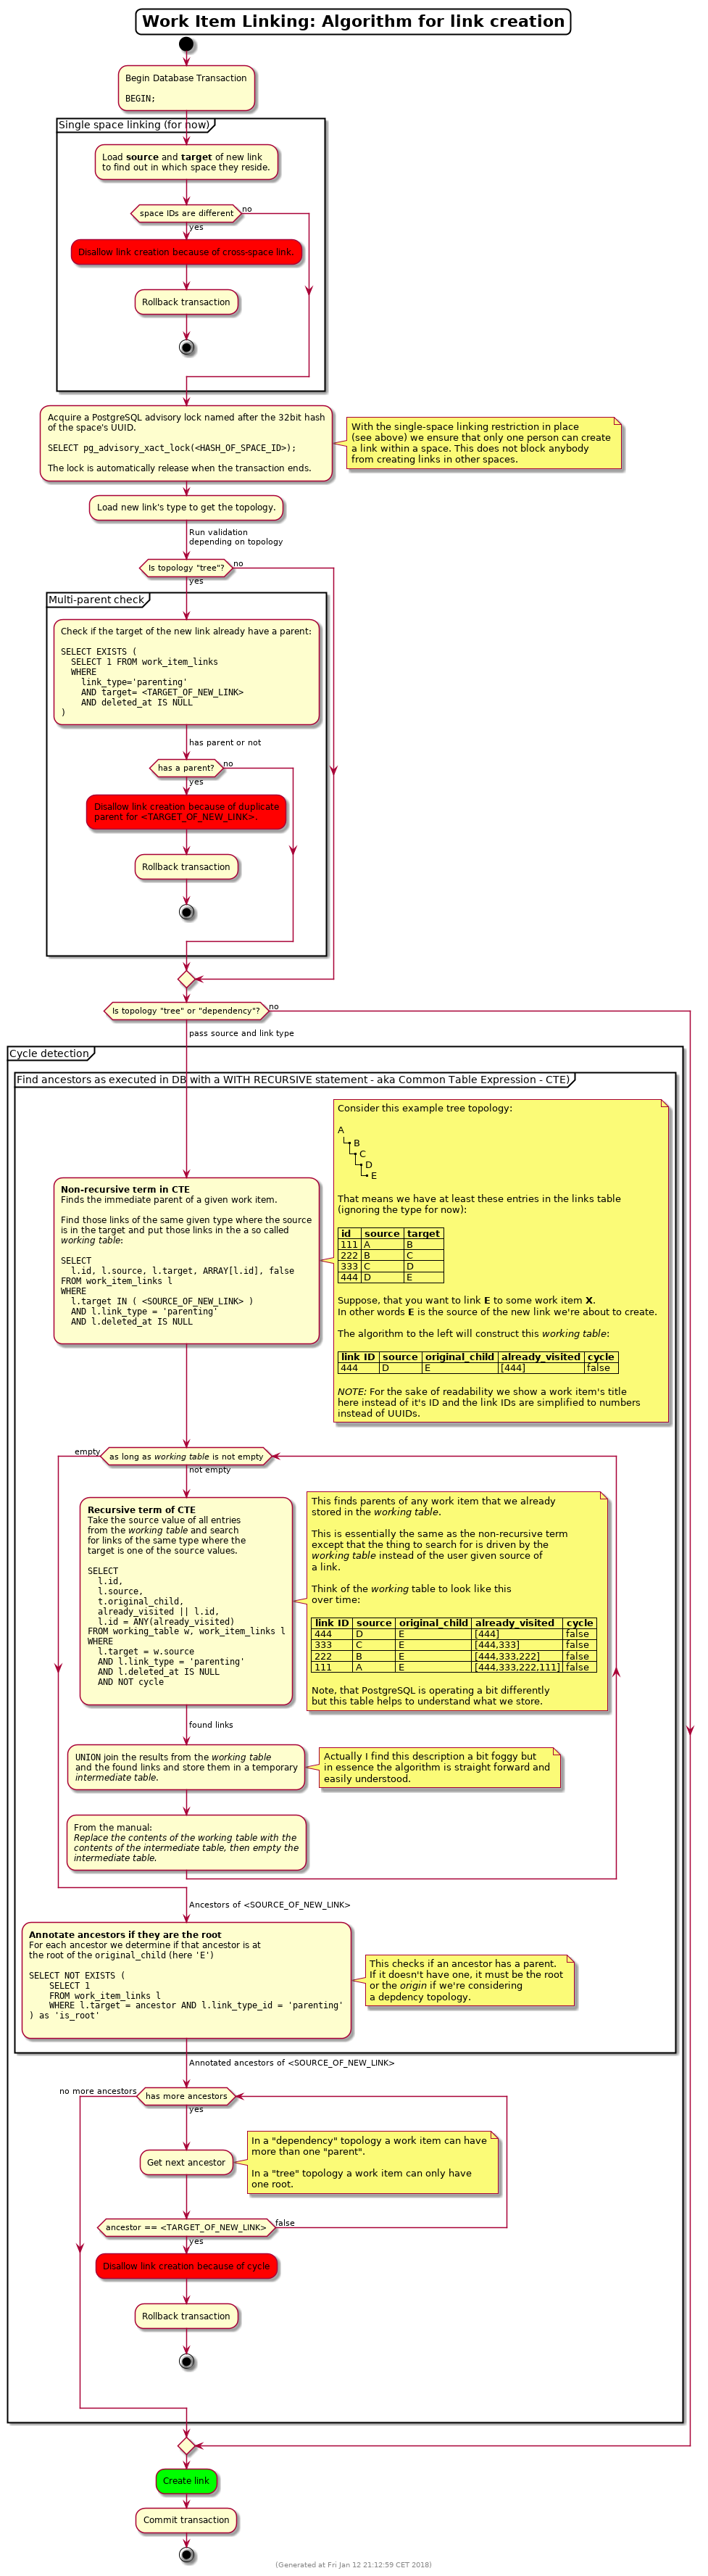 Work Item Linking: Algorithm for link creation
Begin Database Transaction
BEGIN;
Single space linking (for now)
Load source and target of new link
to find out in which space they reside.
space IDs are different
no
yes
Disallow link creation because of cross-space link.
Rollback transaction
Acquire a PostgreSQL advisory lock named after the 32bit hash
of the space's UUID.
SELECT pg_advisory_xact_lock(<HASH_OF_SPACE_ID>);
The lock is automatically release when the transaction ends.
With the single-space linking restriction in place
(see above) we ensure that only one person can create
a link within a space. This does not block anybody
from creating links in other spaces.
Load new link's type to get the topology.
Run validation
depending on topology
Is topology "tree"?
no
yes
Multi-parent check
Check if the target of the new link already have a parent:
SELECT EXISTS (
SELECT 1 FROM work_item_links
WHERE
link_type='parenting'
AND target= <TARGET_OF_NEW_LINK>
AND deleted_at IS NULL
)
has parent or not
has a parent?
no
yes
Disallow link creation because of duplicate
parent for <TARGET_OF_NEW_LINK>.
Rollback transaction
Is topology "tree" or "dependency"?
no
pass source and link type
Cycle detection
Find ancestors as executed in DB with a WITH RECURSIVE statement - aka Common Table Expression - CTE)
Non-recursive term in CTE
Finds the immediate parent of a given work item.
Find those links of the same given type where the source
is in the target and put those links in the a so called
working table:
SELECT
l.id, l.source, l.target, ARRAY[l.id], false
FROM work_item_links l
WHERE
l.target IN ( <SOURCE_OF_NEW_LINK> )
AND l.link_type = 'parenting'
AND l.deleted_at IS NULL
Consider this example tree topology:
A
B
C
D
E
That means we have at least these entries in the links table
(ignoring the type for now):
id source target
111 A B
222 B C
333 C D
444 D E
Suppose, that you want to link E to some work item X.
In other words E is the source of the new link we're about to create.
The algorithm to the left will construct this working table:
link ID source original_child already_visited cycle
444 D E [444] false
NOTE: For the sake of readability we show a work item's title
here instead of it's ID and the link IDs are simplified to numbers
instead of UUIDs.
as long as working table is not empty
empty
not empty
Recursive term of CTE
Take the source value of all entries
from the working table and search
for links of the same type where the
target is one of the source values.
SELECT
l.id,
l.source,
t.original_child,
already_visited || l.id,
l.id = ANY(already_visited)
FROM working_table w, work_item_links l
WHERE
l.target = w.source
AND l.link_type = 'parenting'
AND l.deleted_at IS NULL
AND NOT cycle
This finds parents of any work item that we already
stored in the working table.
This is essentially the same as the non-recursive term
except that the thing to search for is driven by the
working table instead of the user given source of
a link.
Think of the working table to look like this
over time:
link ID source original_child already_visited cycle
444 D E [444] false
333 C E [444,333] false
222 B E [444,333,222] false
111 A E [444,333,222,111] false
Note, that PostgreSQL is operating a bit differently
but this table helps to understand what we store.
found links
UNION join the results from the working table
and the found links and store them in a temporary
intermediate table.
Actually I find this description a bit foggy but
in essence the algorithm is straight forward and
easily understood.
From the manual:
Replace the contents of the working table with the
contents of the intermediate table, then empty the
intermediate table.
Ancestors of <SOURCE_OF_NEW_LINK>
Annotate ancestors if they are the root
For each ancestor we determine if that ancestor is at
the root of the original_child (here 'E')
SELECT NOT EXISTS (
SELECT 1
FROM work_item_links l
WHERE l.target = ancestor AND l.link_type_id = 'parenting'
) as 'is_root'
This checks if an ancestor has a parent.
If it doesn't have one, it must be the root
or the origin if we're considering
a depdency topology.
Annotated ancestors of <SOURCE_OF_NEW_LINK>
has more ancestors
no more ancestors
yes
Get next ancestor
In a "dependency" topology a work item can have
more than one "parent".
In a "tree" topology a work item can only have
one root.
ancestor == <TARGET_OF_NEW_LINK>
false
yes
Disallow link creation because of cycle
Rollback transaction
Create link
Commit transaction
(Generated at Fri Jan 12 21:12:59 CET 2018)